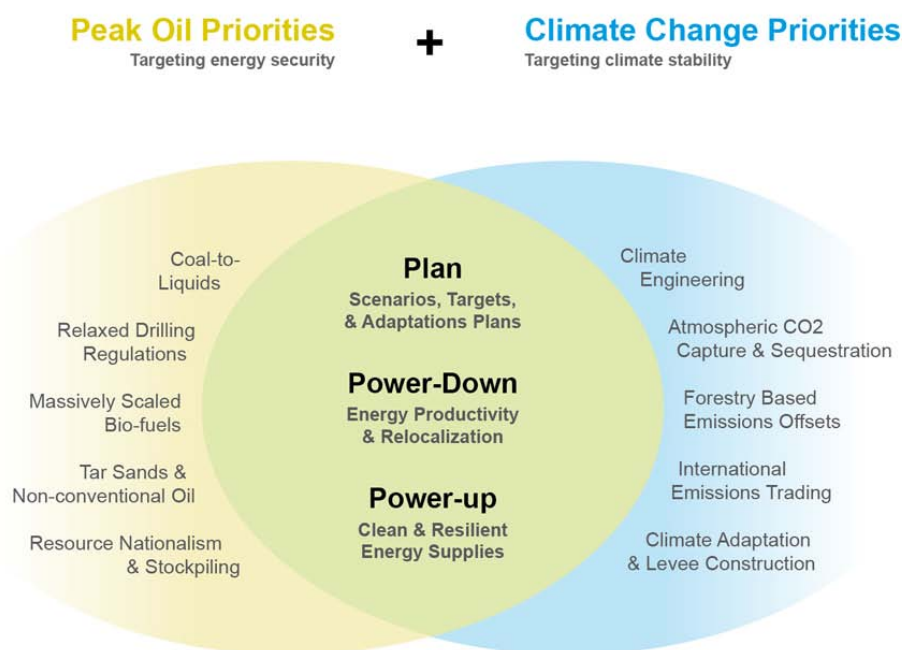 Peak Oil Priorities
Targeting energy security
+
Climate Change Priorities
Targeting climate stability
Coal-to-
Liquids
Relaxed Drilling
Regulations
Massively Scaled
Bio-fuels
Tar Sands &
Non-conventional Oil
Resource Nationalism
& Stockpiling
Plan
Scenarios, Targets,
& Adaptations Plans
Power-Down
Energy Productivity
& Relocalization
Power-up
Clean & Resilient
Energy Supplies
Climate
Engineering
Atmospheric CO2
Capture & Sequestration
Forestry Based
Emissions Offsets
International
Emissions Trading
Climate Adaptation
& Levee Construction